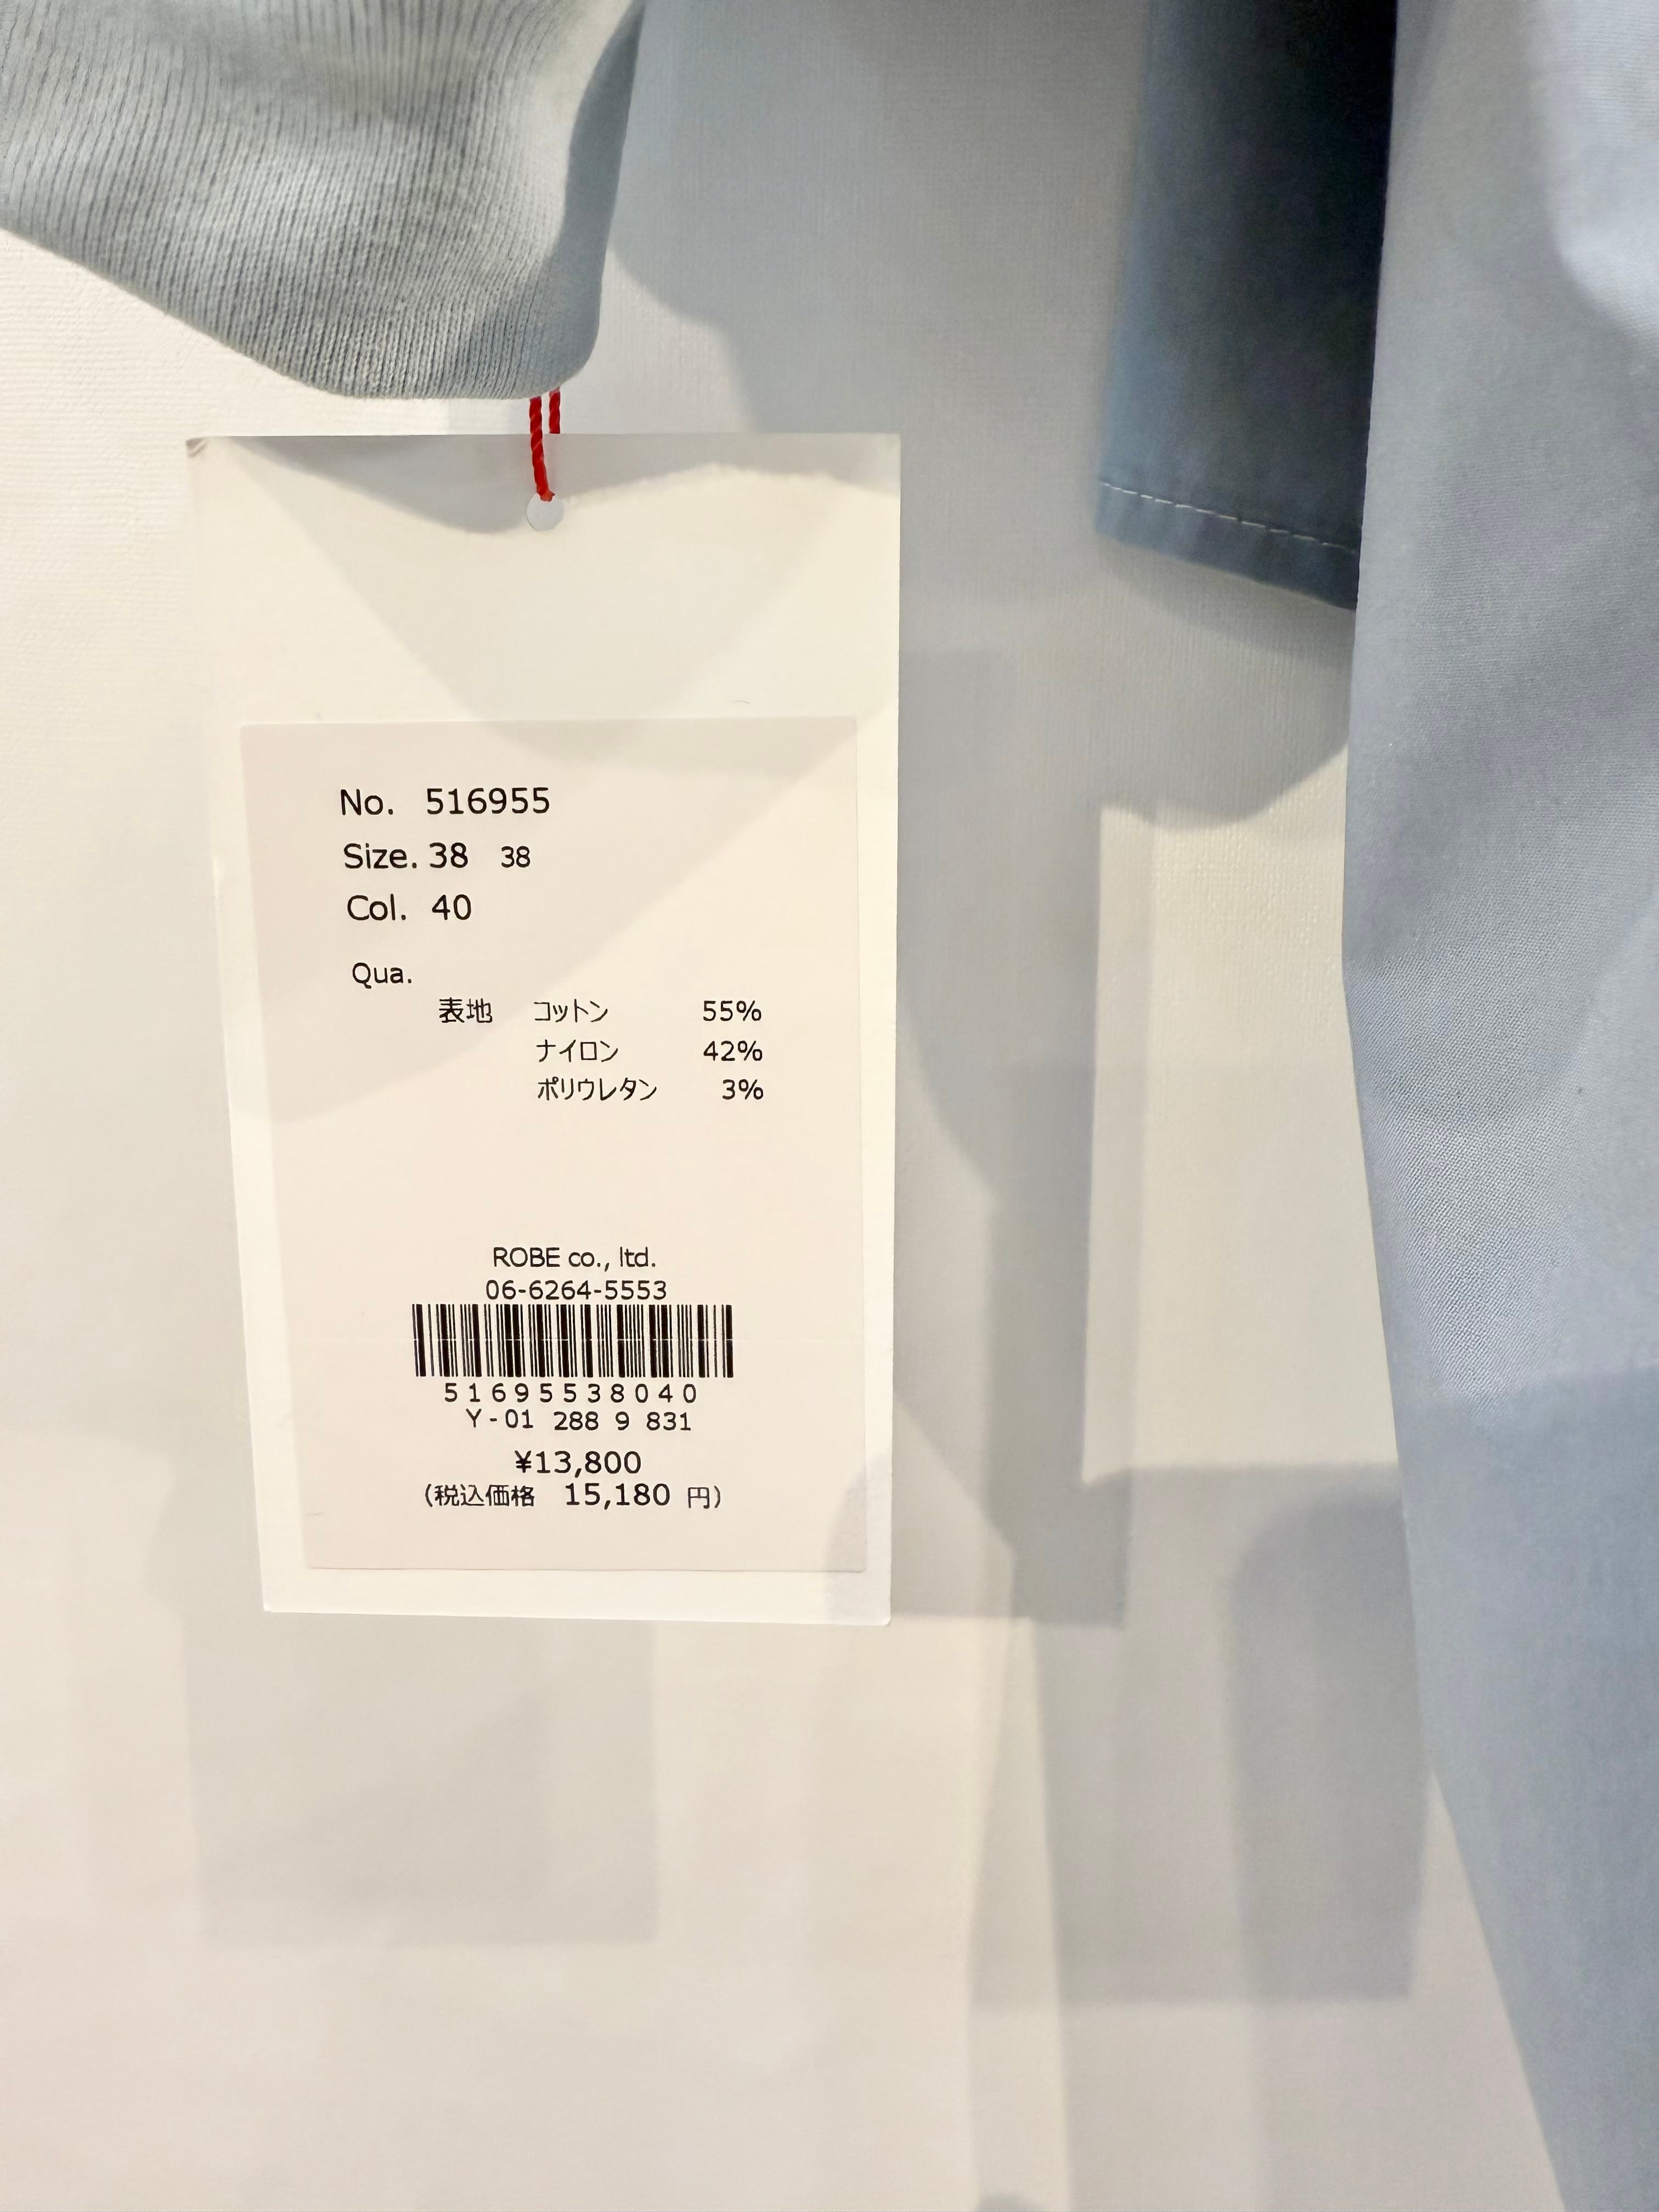 No. 516955
Size. 38 38
Col. 40
Qua.
表地 コットン 55%
ナイロン 42%
ポリウレタン 3%
ROBE co., ltd.
06-6264-5553
51695538040
Y-01 288 9 831
¥13,800
(税込価格 15,180 円)